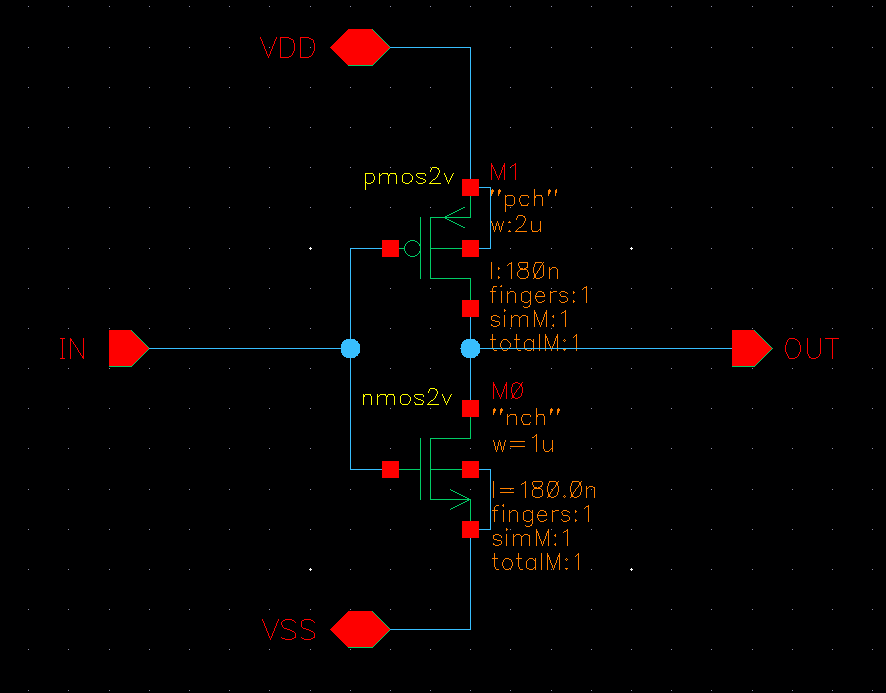 VDD
pmos2v
M1
"pch"
w:2u
l:180n
fingers:1
simM:1
totalM:1
IN
OUT
nmos2v
M0
"nch"
w=1u
l=180.0n
fingers:1
simM:1
totalM:1
VSS